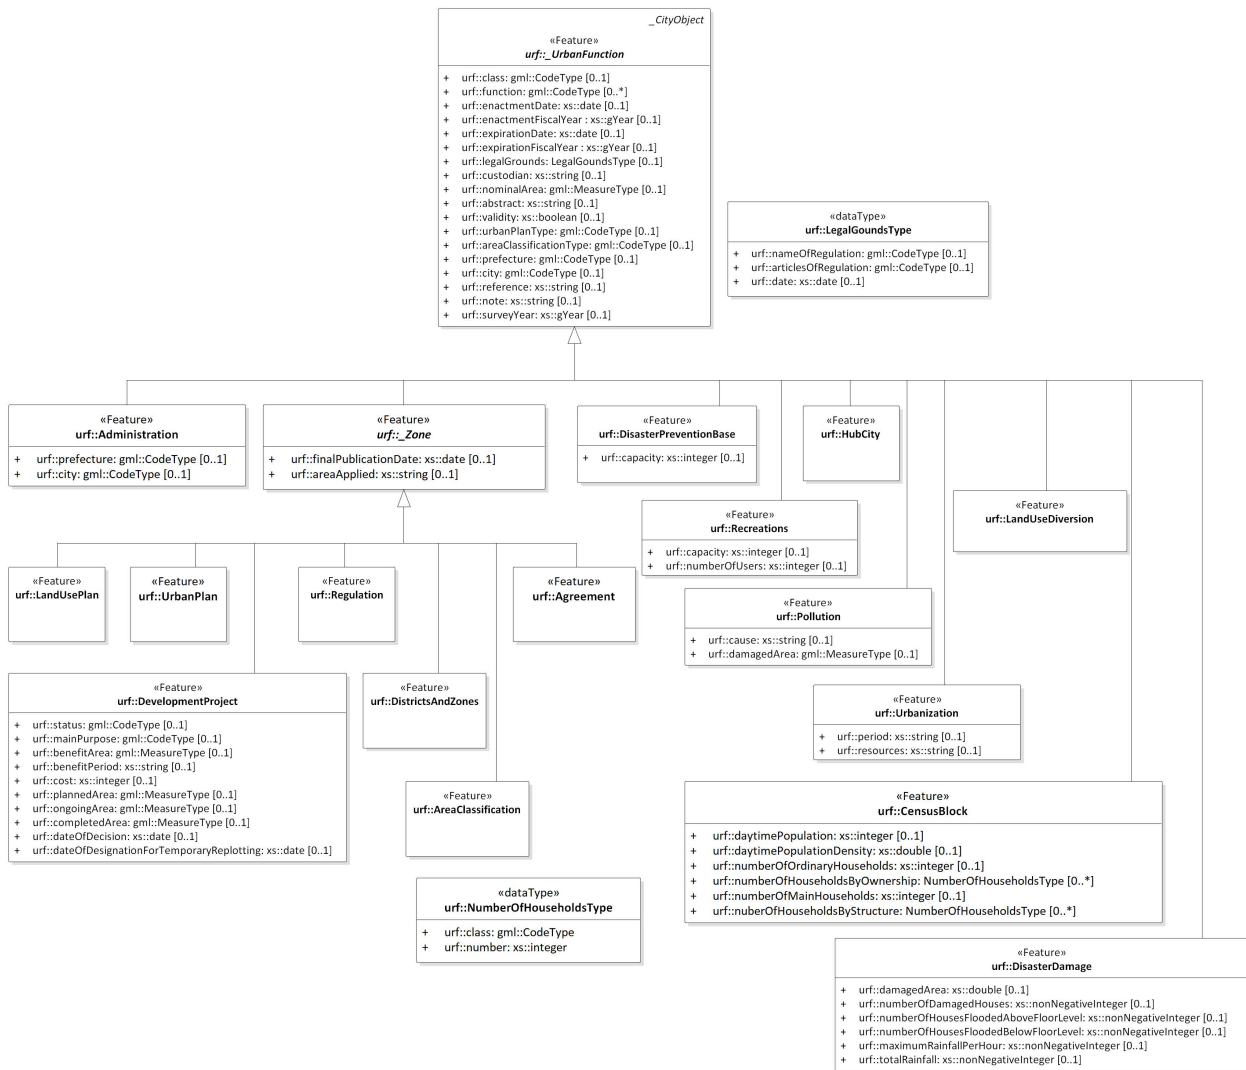 _CityObject
«Feature»
urf::_UrbanFunction
+ urf::class: gml::CodeType [0..1]
+ urf::function: gml::CodeType [0..*]
+ urf::enactmentDate: xs::date [0..1]
+ urf::enactmentFiscalYear : xs::gYear [0..1]
+ urf::expirationDate: xs::date [0..1]
+ urf::expirationFiscalYear : xs::gYear [0..1]
+ urf::legalGrounds: LegalGoundsType [0..1]
+ urf::custodian: xs::string [0..1]
+ urf::nominalArea: gml::MeasureType [0..1]
+ urf::abstract: xs::string [0..1]
+ urf::validity: xs::boolean [0..1]
+ urf::urbanPlanType: gml::CodeType [0..1]
+ urf::areaClassificationType: gml::CodeType [0..1]
+ urf::prefecture: gml::CodeType [0..1]
+ urf::city: gml::CodeType [0..1]
+ urf::reference: xs::string [0..1]
+ urf::note: xs::string [0..1]
+ urf::surveyYear: xs::gYear [0..1]
«dataType»
urf::LegalGoundsType
+ urf::nameOfRegulation: gml::CodeType [0..1]
+ urf::articlesOfRegulation: gml::CodeType [0..1]
+ urf::date: xs::date [0..1]
«Feature»
urf::Administration
+ urf::prefecture: gml::CodeType [0..1]
+ urf::city: gml::CodeType [0..1]
«Feature»
urf::_Zone
+ urf::finalPublicationDate: xs::date [0..1]
+ urf::areaApplied: xs::string [0..1]
«Feature»
urf::DisasterPreventionBase
+ urf::capacity: xs::integer [0..1]
«Feature»
urf::HubCity
«Feature»
urf::LandUseDiversion
«Feature»
urf::Recreations
+ urf::capacity: xs::integer [0..1]
+ urf::numberOfUsers: xs::integer [0..1]
«Feature»
urf::LandUsePlan
«Feature»
urf::UrbanPlan
«Feature»
urf::Regulation
«Feature»
urf::Agreement
«Feature»
urf::Pollution
+ urf::cause: xs::string [0..1]
+ urf::damagedArea: gml::MeasureType [0..1]
«Feature»
urf::DevelopmentProject
+ urf::status: gml::CodeType [0..1]
+ urf::mainPurpose: gml::CodeType [0..1]
+ urf::benefitArea: gml::MeasureType [0..1]
+ urf::benefitPeriod: xs::string [0..1]
+ urf::cost: xs::integer [0..1]
+ urf::plannedArea: gml::MeasureType [0..1]
+ urf::ongoingArea: gml::MeasureType [0..1]
+ urf::completedArea: gml::MeasureType [0..1]
+ urf::dateOfDecision: xs::date [0..1]
+ urf::dateOfDesignationForTemporaryReplotting: xs::date [0..1]
«Feature»
urf::DistrictsAndZones
«Feature»
urf::Urbanization
+ urf::period: xs::string [0..1]
+ urf::resources: xs::string [0..1]
«Feature»
urf::AreaClassification
«Feature»
urf::CensusBlock
+ urf::daytimePopulation: xs::integer [0..1]
+ urf::daytimePopulationDensity: xs::double [0..1]
+ urf::numberOfOrdinaryHouseholds: xs::integer [0..1]
+ urf::numberOfHouseholdsByOwnership: NumberOfHouseholdsType [0..*]
+ urf::numberOfMainHouseholds: xs::integer [0..1]
+ urf::nuberOfHouseholdsByStructure: NumberOfHouseholdsType [0..*]
«dataType»
urf::NumberOfHouseholdsType
+ urf::class: gml::CodeType
+ urf::number: xs::integer
«Feature»
urf::DisasterDamage
+ urf::damagedArea: xs::double [0..1]
+ urf::numberOfDamagedHouses: xs::nonNegativeInteger [0..1]
+ urf::numberOfHousesFloodedAboveFloorLevel: xs::nonNegativeInteger [0..1]
+ urf::numberOfHousesFloodedBelowFloorLevel: xs::nonNegativeInteger [0..1]
+ urf::maximumRainfallPerHour: xs::nonNegativeInteger [0..1]
+ urf::totalRainfall: xs::nonNegativeInteger [0..1]